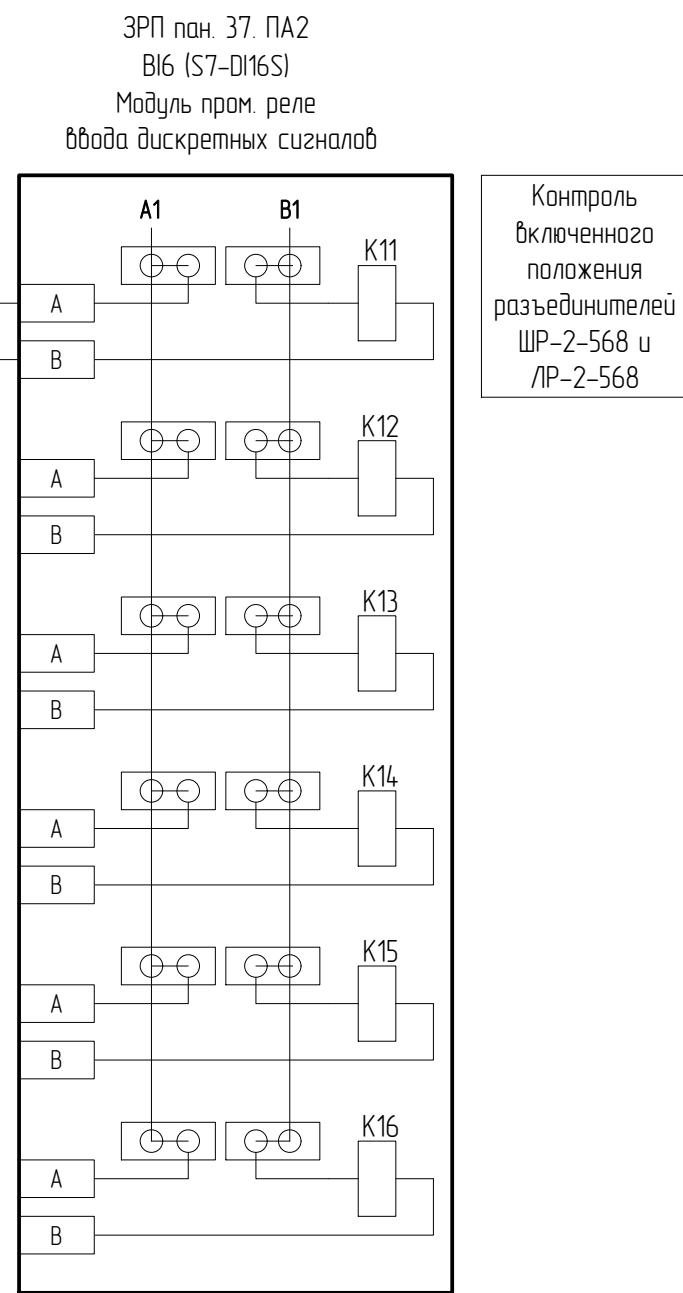 ЗРП пан. 37. ПА2
BI6 (S7-DI16S)
Модуль пром. реле
ввода дискретных сигналов
A1 B1
K11
A
B
K12
A
B
K13
A
B
K14
A
B
K15
A
B
K16
A
B
Контроль
включенного
положения
разъединителей
ШР-2-568 и
ЛР-2-568